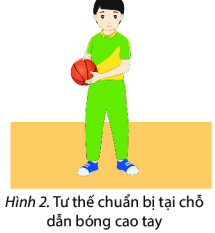 Hình 2. Tư thế chuẩn bị tại chỗ
dẫn bóng cao tay